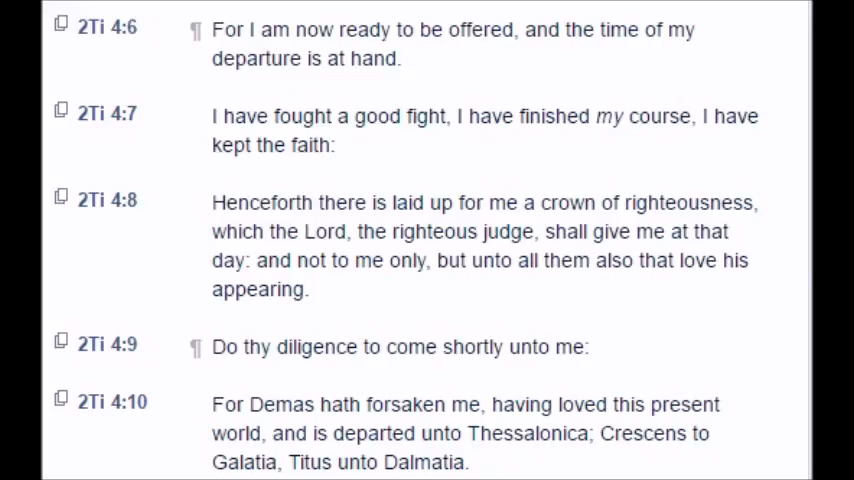 2Ti 4:6 ¶ For I am now ready to be offered, and the time of my
departure is at hand.
2Ti 4:7 I have fought a good fight, I have finished my course, I have
kept the faith:
2Ti 4:8 Henceforth there is laid up for me a crown of righteousness,
which the Lord, the righteous judge, shall give me at that
day: and not to me only, but unto all them also that love his
appearing.
2Ti 4:9 ¶ Do thy diligence to come shortly unto me:
2Ti 4:10 For Demas hath forsaken me, having loved this present
world, and is departed unto Thessalonica; Crescens to
Galatia, Titus unto Dalmatia.